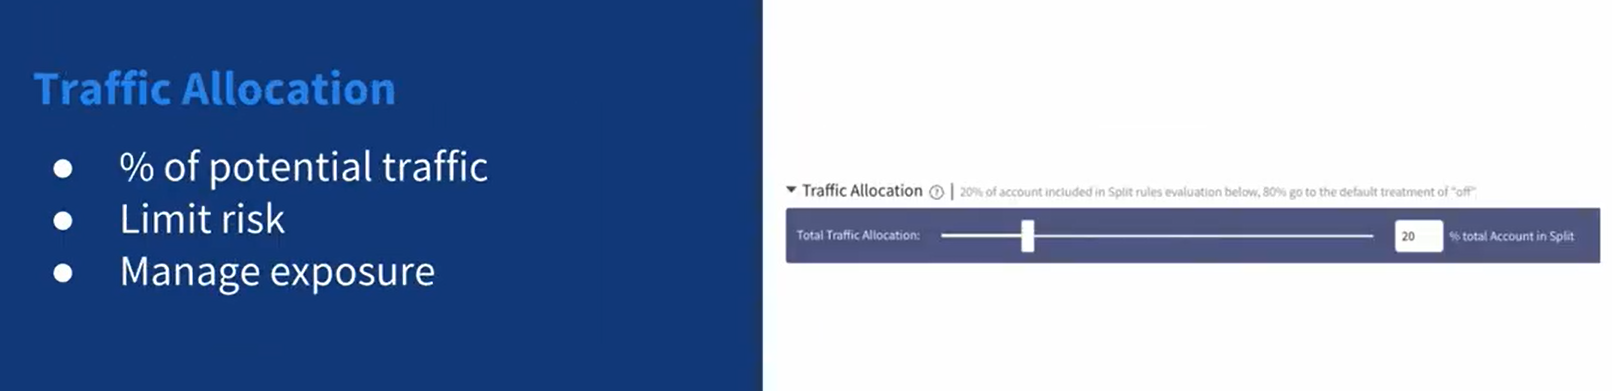 Traffic Allocation
● % of potential traffic
● Limit risk
● Manage exposure
Traffic Allocation ? | 20% of account included in Split rules evaluation below, 80% go to the default treatment of "off".
Total Traffic Allocation: 20 % total Account in Split